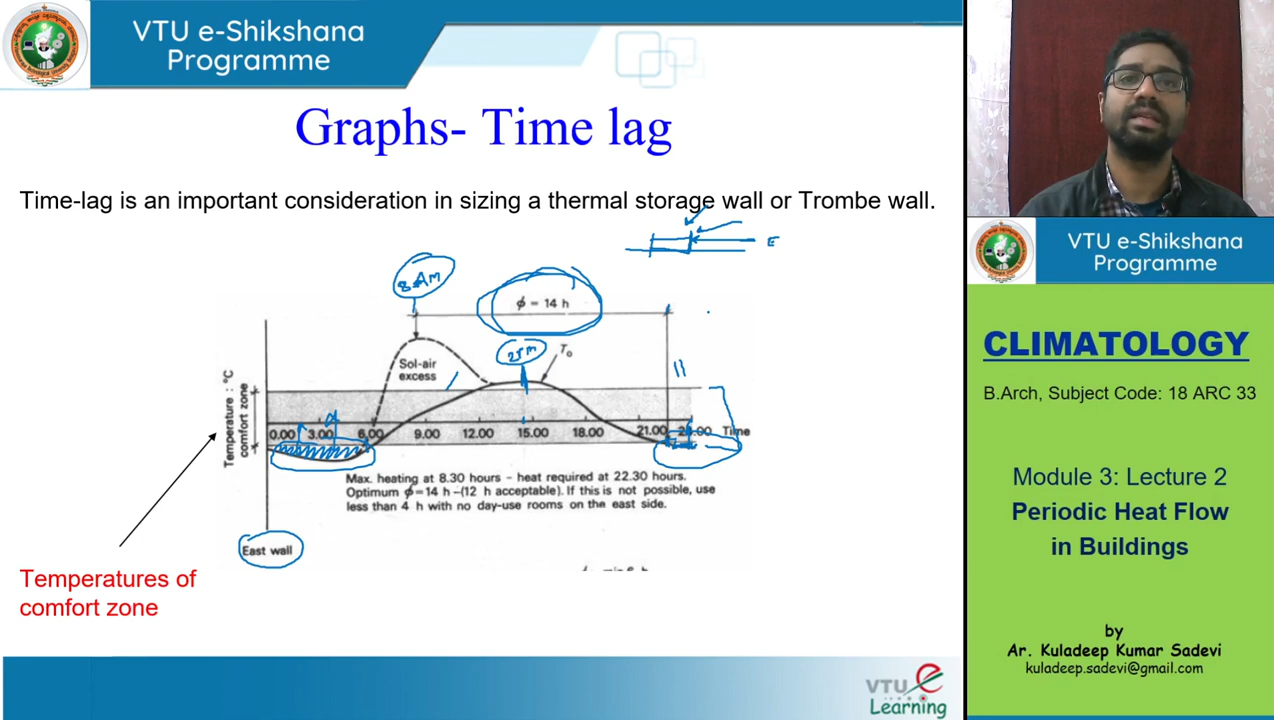 VTU e-Shikshana
Programme
Graphs- Time lag
Time-lag is an important consideration in sizing a thermal storage wall or Trombe wall.
E
8 AM
ϕ = 14 h
Sol-air
excess
To
Temperature : °C
comfort zone
0.00 3.00 6.00 9.00 12.00 15.00 18.00 21.00 24.00 Time
Max. heating at 8.30 hours - heat required at 22.30 hours.
Optimum ϕ=14 h-(12 h acceptable). If this is not possible, use
less than 4 h with no day-use rooms on the east side.
East wall
Temperatures of
comfort zone
VTU e
Learning
VTU e-Shikshana
Programme
CLIMATOLOGY
B.Arch, Subject Code: 18 ARC 33
Module 3: Lecture 2
Periodic Heat Flow
in Buildings
by
Ar. Kuladeep Kumar Sadevi
kuladeep.sadevi@gmail.com